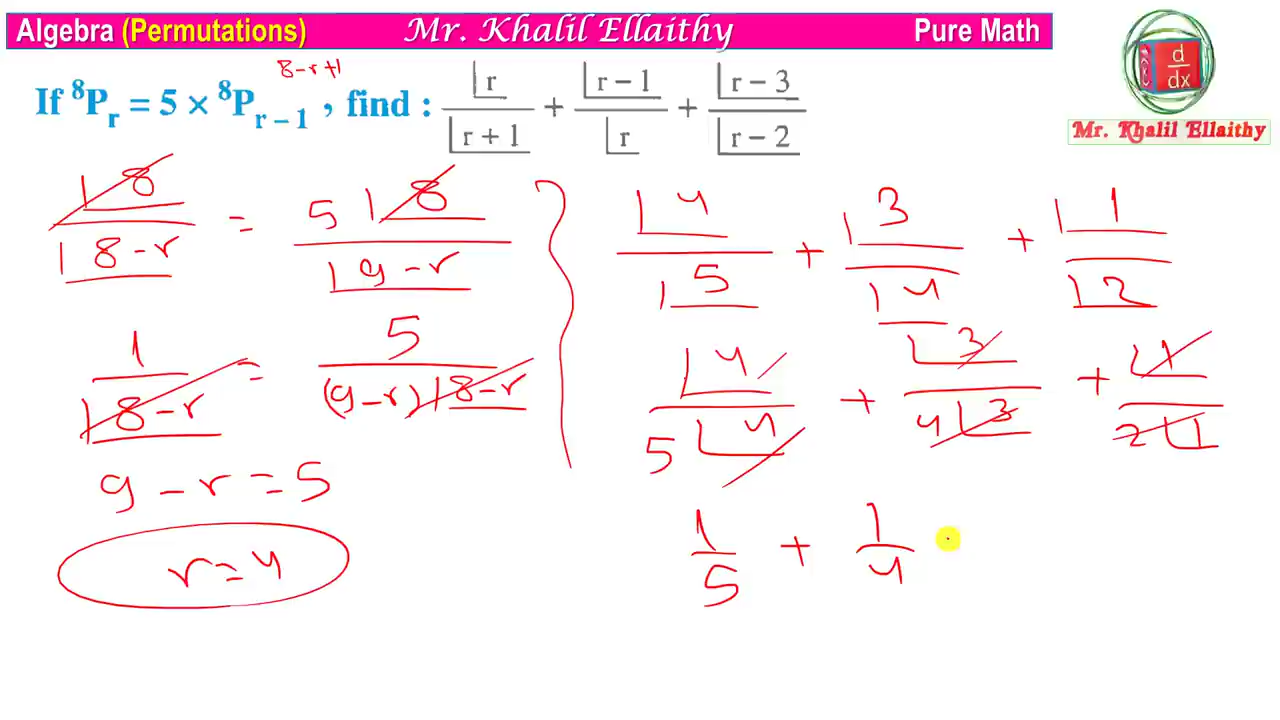 Algebra (Permutations) Mr. Khalil Ellaithy Pure Math
d/dx
Mr. Khalil Ellaithy
8-r+1
If ⁸Pᵣ = 5 × ⁸Pᵣ₋₁ , find : ⌊r / ⌊r + 1 + ⌊r − 1 / ⌊r + ⌊r − 3 / ⌊r − 2
⌊8 / ⌊8-r = 5⌊8 / ⌊9-r
1 / ⌊8-r = 5 / (9-r)⌊8-r
9 - r = 5
r = 4
⌊4 / ⌊5 + ⌊3 / ⌊4 + ⌊1 / ⌊2
⌊4 / 5⌊4 + ⌊3 / 4⌊3 + ⌊1 / 2⌊1
1/5 + 1/4